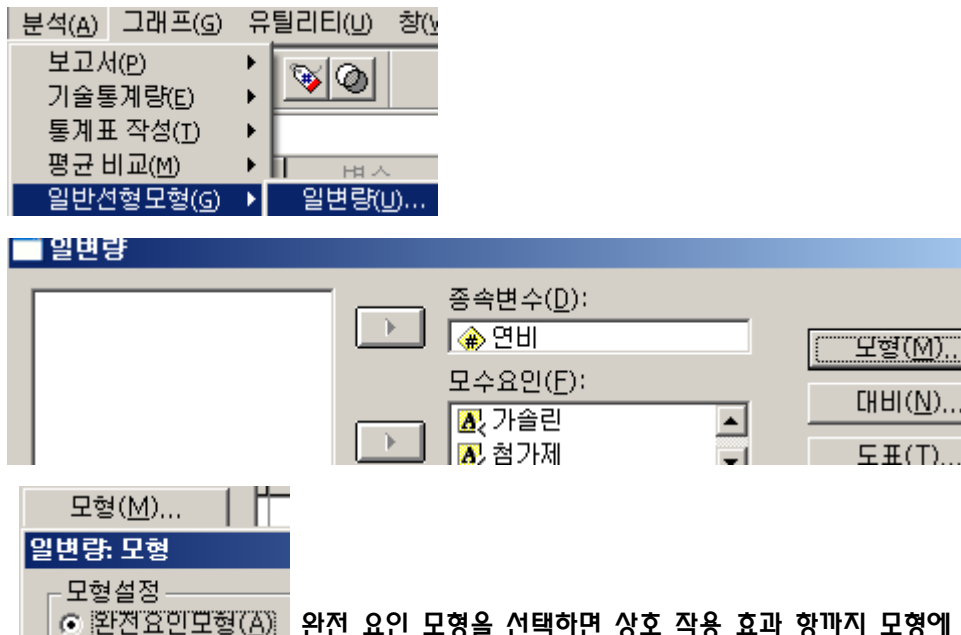 분석(A) 그래프(G) 유틸리티(U) 창(
보고서(P)
기술통계량(E)
통계표 작성(T)
평균 비교(M)
일반선형모형(G) 일변량(U)...
일변량
종속변수(D):
연비
모형(M)...
모수요인(F):
가솔린
대비(N)...
첨가제
도표(T)...
모형(M)...
일변량: 모형
모형설정
완전요인모형(A) 완전 요인 모형을 선택하면 상호 작용 효과 항까지 모형에